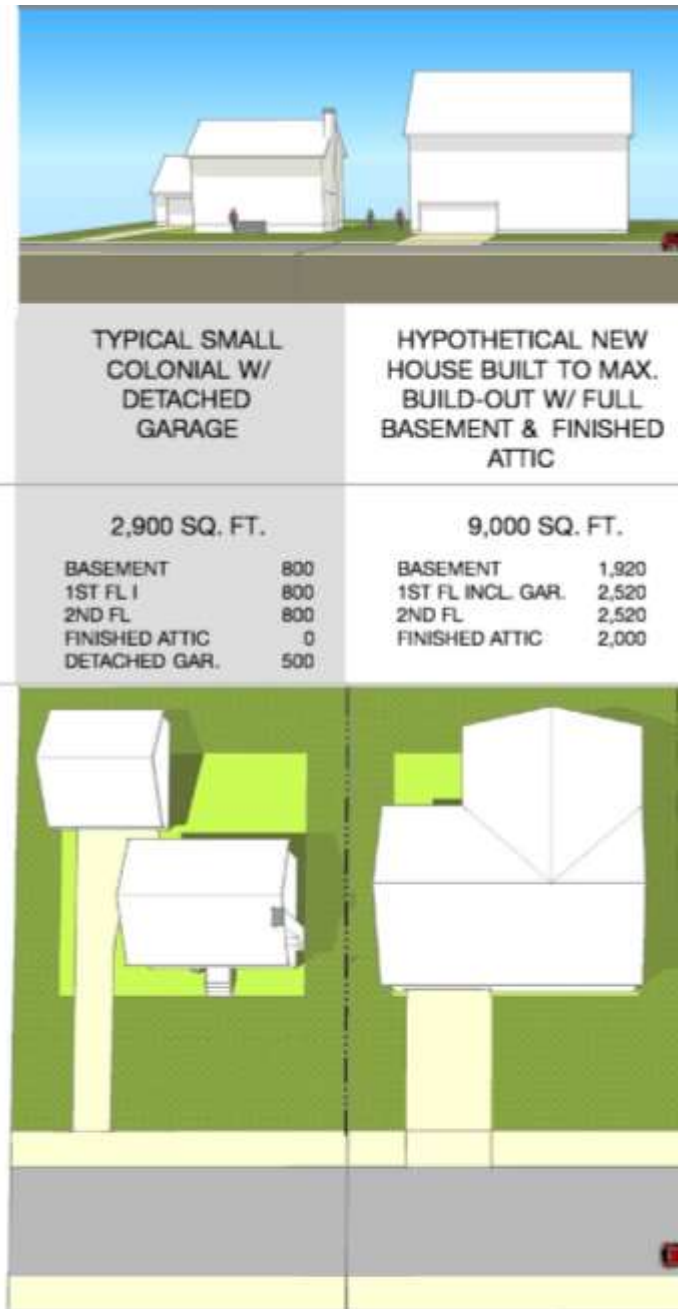 TYPICAL SMALL
COLONIAL W/
DETACHED
GARAGE
HYPOTHETICAL NEW
HOUSE BUILT TO MAX.
BUILD-OUT W/ FULL
BASEMENT & FINISHED
ATTIC
2,900 SQ. FT.
BASEMENT 800
1ST FL I 800
2ND FL 800
FINISHED ATTIC 0
DETACHED GAR. 500
9,000 SQ. FT.
BASEMENT 1,920
1ST FL INCL. GAR. 2,520
2ND FL 2,520
FINISHED ATTIC 2,000